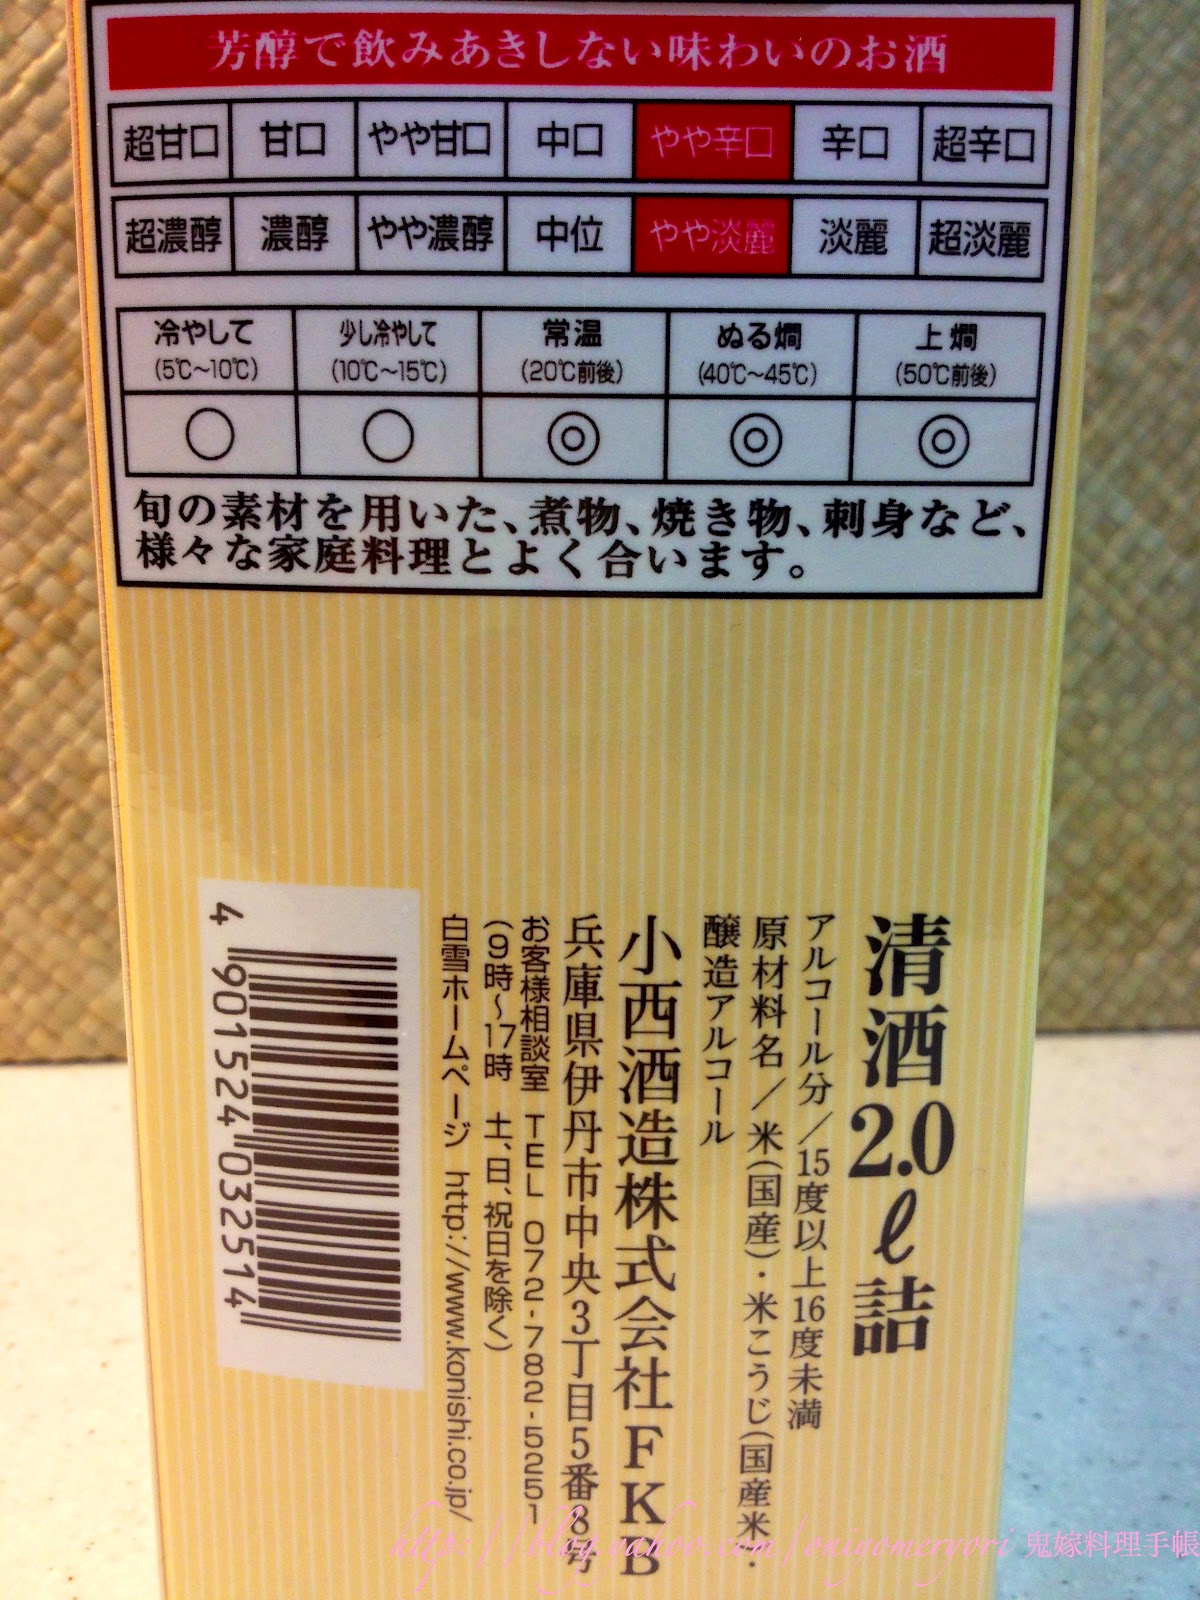 芳醇で飲みあきしない味わいのお酒
超甘口 甘口 やや甘口 中口 やや辛口 辛口 超辛口
超濃醇 濃醇 やや濃醇 中位 やや淡麗 淡麗 超淡麗
冷やして 少し冷やして 常温 ぬる燗 上燗
(5℃〜10℃) (10℃〜15℃) (20℃前後) (40℃〜45℃) (50℃前後)
○ ○ ◎ ◎ ◎
旬の素材を用いた、煮物、焼き物、刺身など、
様々な家庭料理とよく合います。
清酒2.0ℓ詰
アルコール分/15度以上16度未満
原材料名/米(国産)・米こうじ(国産米)・
醸造アルコール
小西酒造株式会社FKB
兵庫県伊丹市中央3丁目5番8号
お客様相談室 TEL 072-782-5251
(9時〜17時 土、日、祝日を除く)
白雪ホームページ http://www.konishi.co.jp/
4 901524 032514
http://blog.yahoo.com/onigomeryori 鬼嫁料理手帳